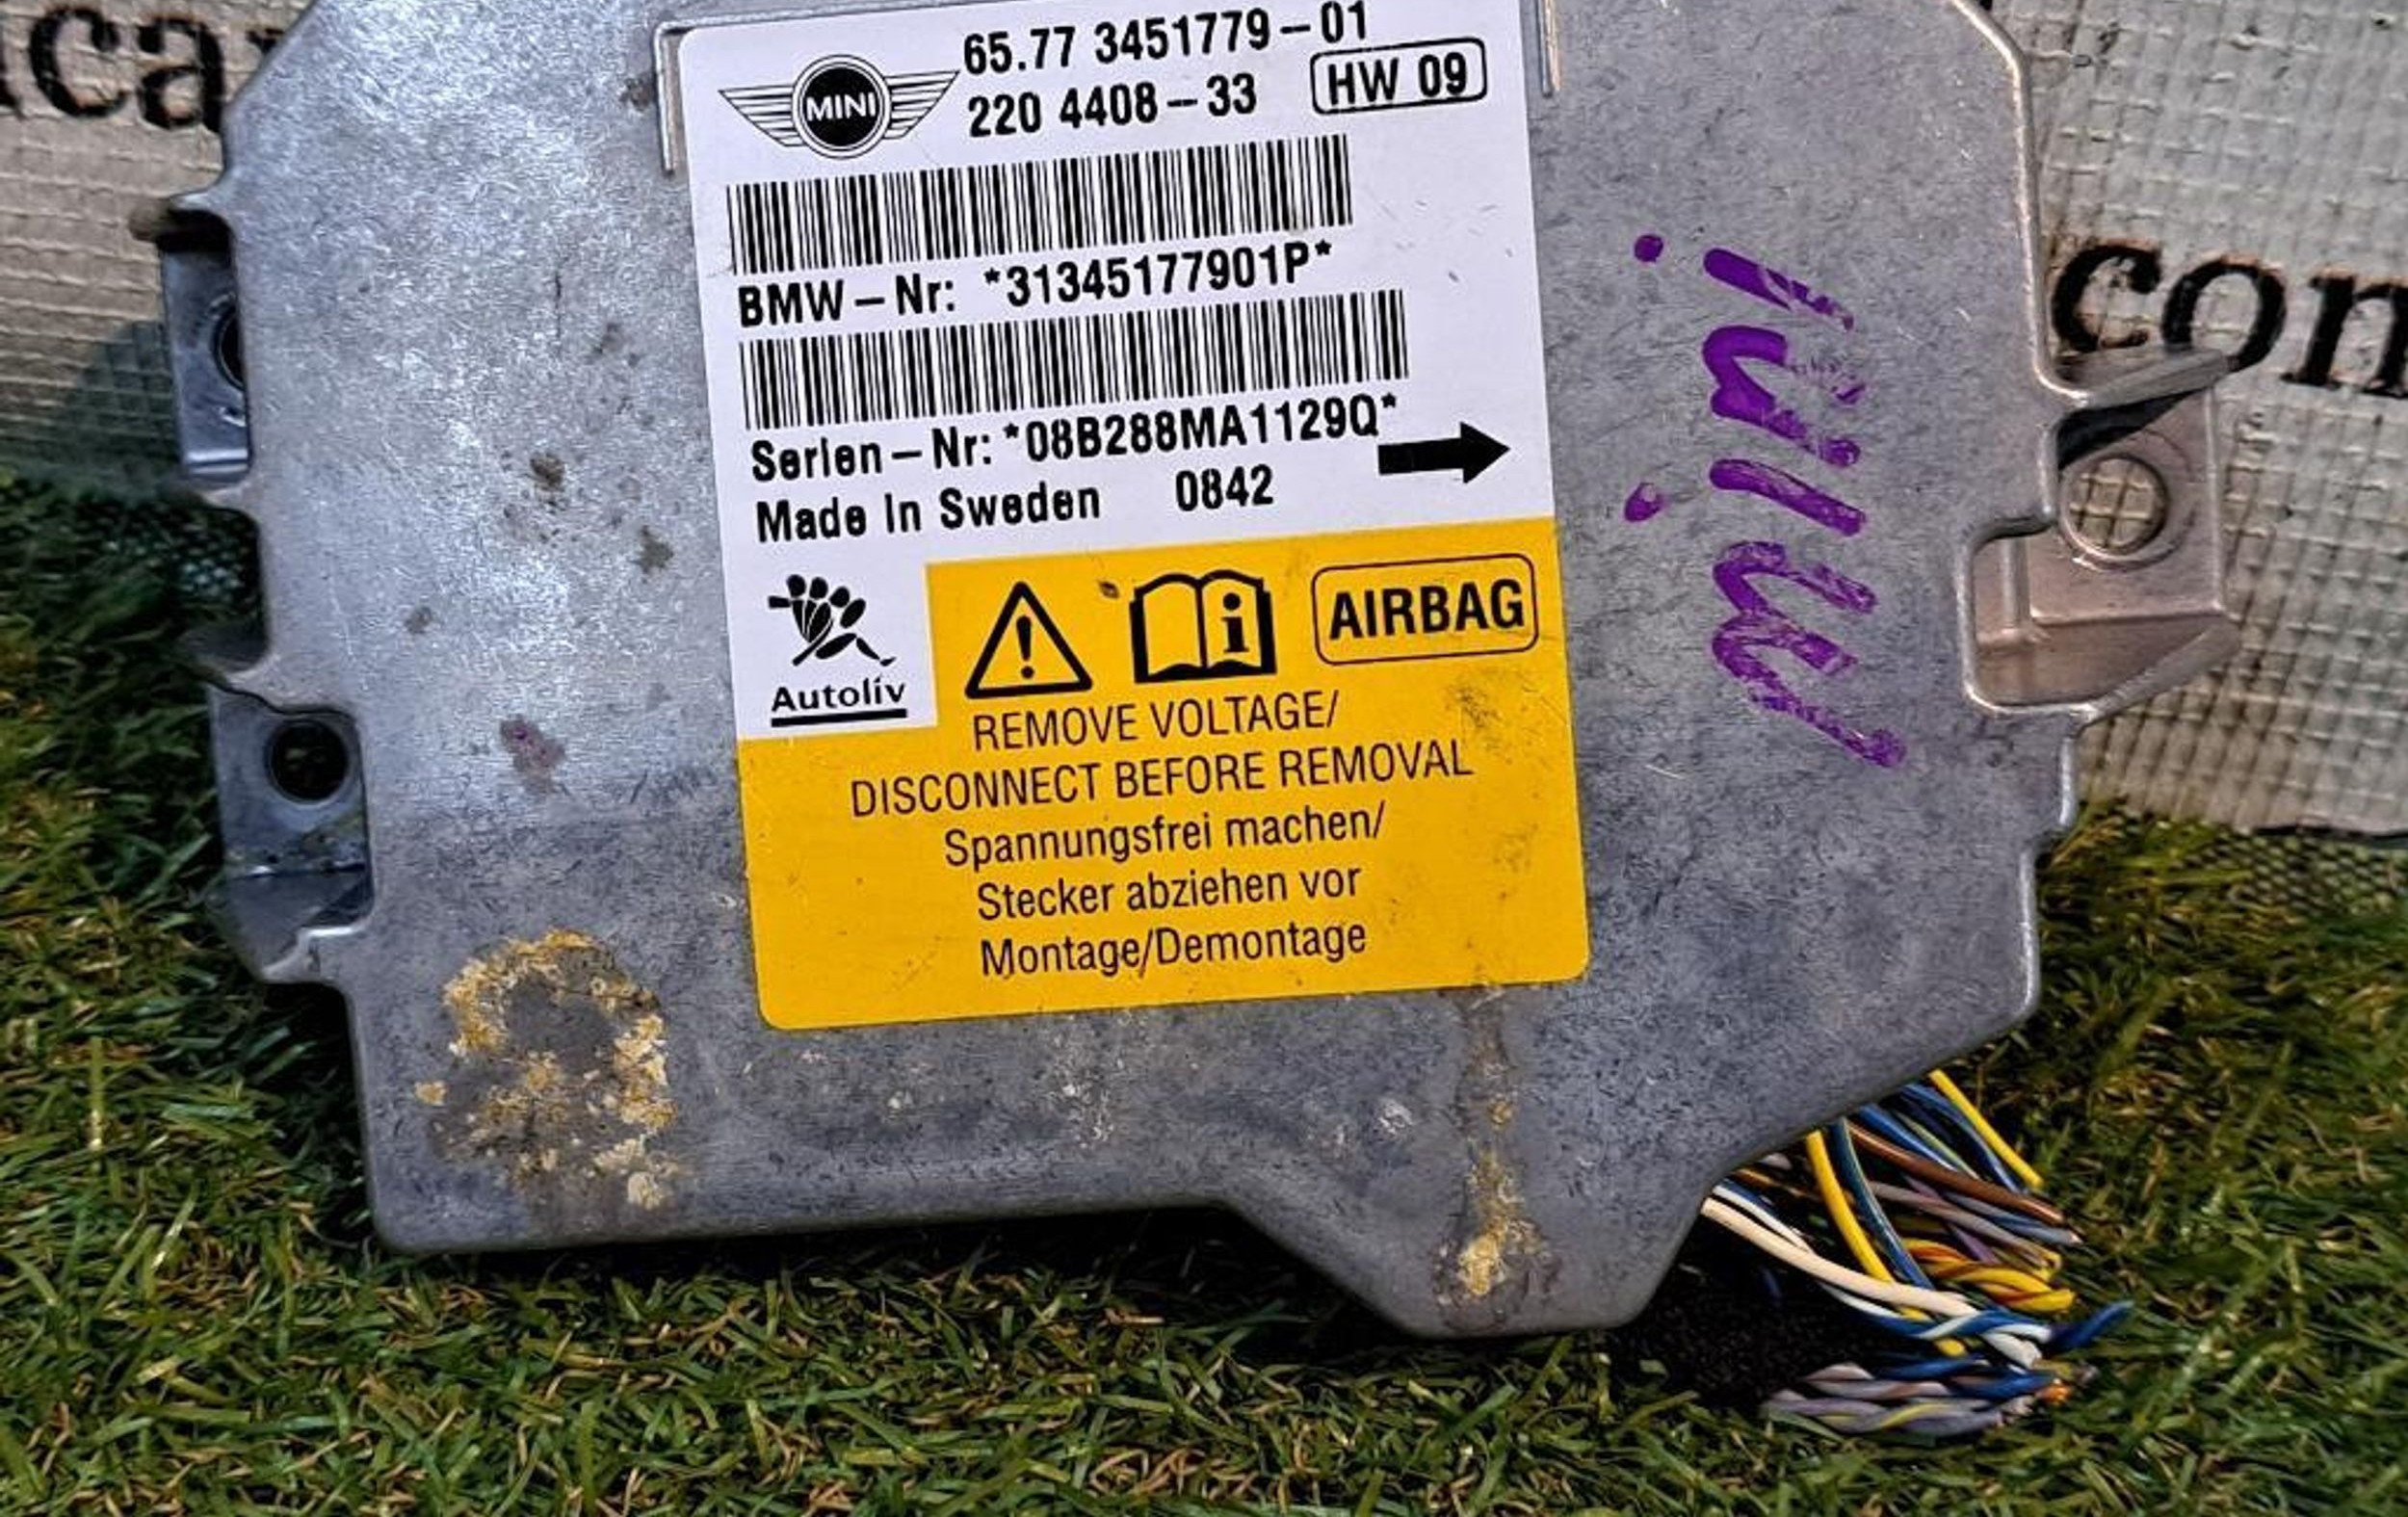 65.77 3451779-01
MINI
220 4408-33 HW 09
BMW-Nr: *31345177901P*
Serien-Nr: *08B288MA1129Q*
Made In Sweden 0842
Autoliv
AIRBAG
REMOVE VOLTAGE/
DISCONNECT BEFORE REMOVAL
Spannungsfrei machen/
Stecker abziehen vor
Montage/Demontage
mini